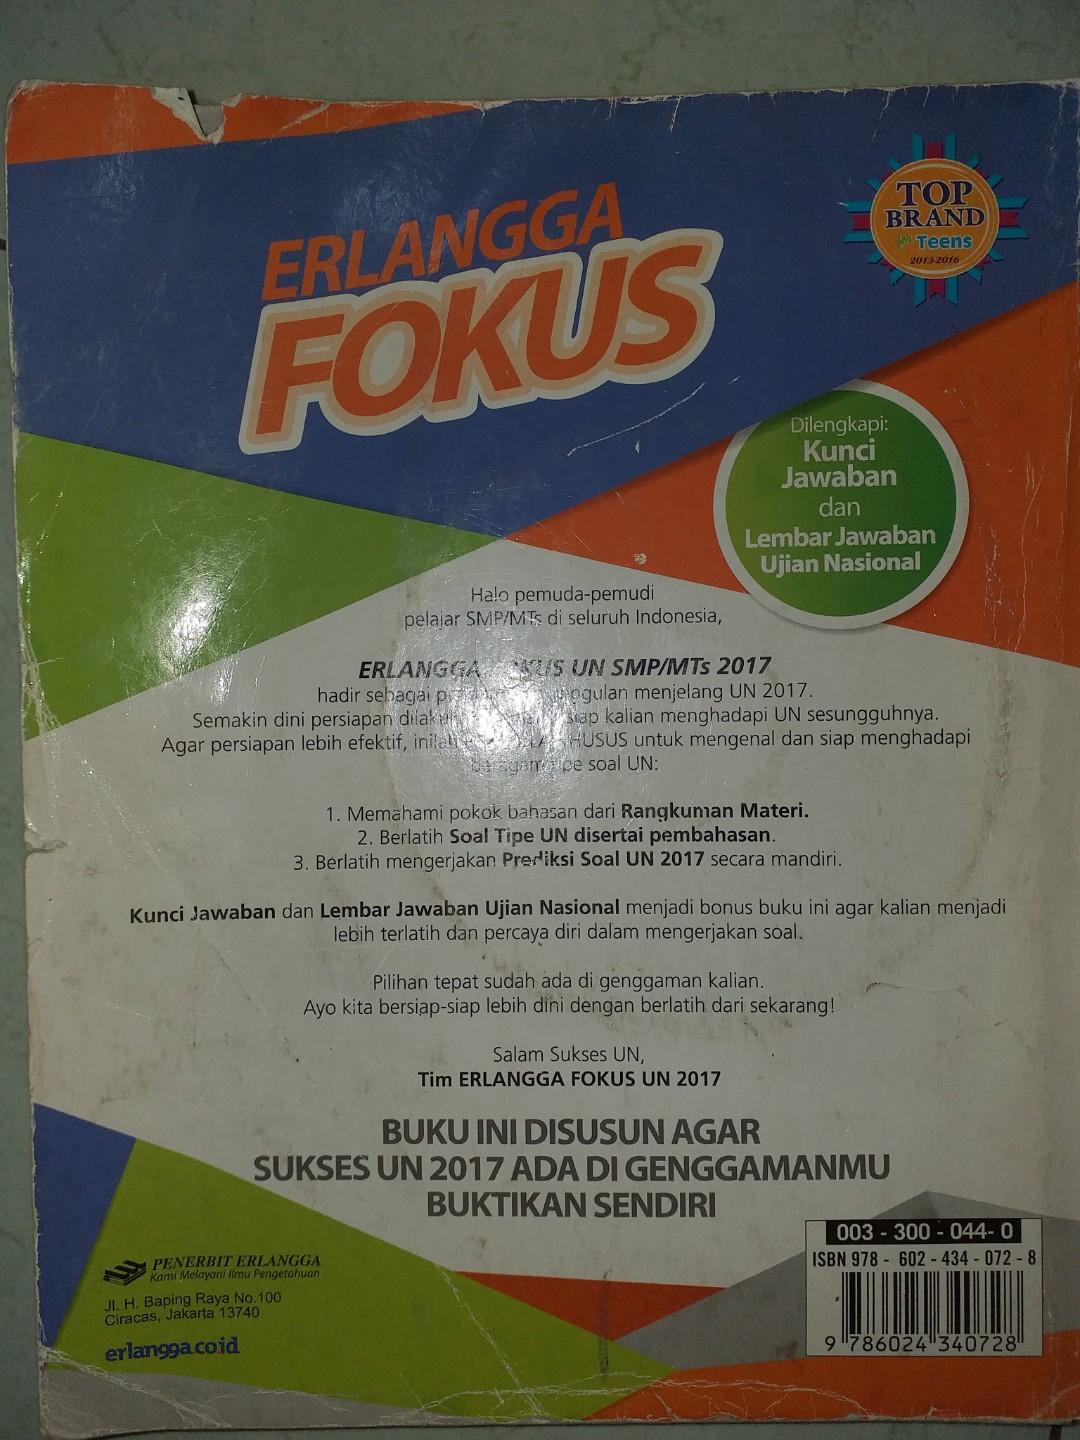 ERLANGGA
FOKUS
TOP
BRAND
for Teens
2013-2016
Dilengkapi:
Kunci
Jawaban
dan
Lembar Jawaban
Ujian Nasional
Halo pemuda-pemudi
pelajar SMP/MTs di seluruh Indonesia,
ERLANGGA FOKUS UN SMP/MTs 2017
hadir sebagai menjelang UN 2017.
Semakin dini persiapan siap kalian menghadapi UN sesungguhnya.
Agar persiapan lebih efektif, inilah untuk mengenal dan siap menghadapi
soal UN:
1. Memahami pokok bahasan dari Rangkuman Materi.
2. Berlatih Soal Tipe UN disertai pembahasan.
3. Berlatih mengerjakan Prediksi Soal UN 2017 secara mandiri.
Kunci Jawaban dan Lembar Jawaban Ujian Nasional menjadi bonus buku ini agar kalian menjadi
lebih terlatih dan percaya diri dalam mengerjakan soal.
Pilihan tepat sudah ada di genggaman kalian.
Ayo kita bersiap-siap lebih dini dengan berlatih dari sekarang!
Salam Sukses UN,
Tim ERLANGGA FOKUS UN 2017
BUKU INI DISUSUN AGAR
SUKSES UN 2017 ADA DI GENGGAMANMU
BUKTIKAN SENDIRI
PENERBIT ERLANGGA
Kami Melayani Ilmu Pengetahuan
Jl. H. Baping Raya No.100
Ciracas, Jakarta 13740
erlangga.co.id
003 - 300 - 044- 0
ISBN 978 - 602 - 434 - 072 - 8
9 786024 340728